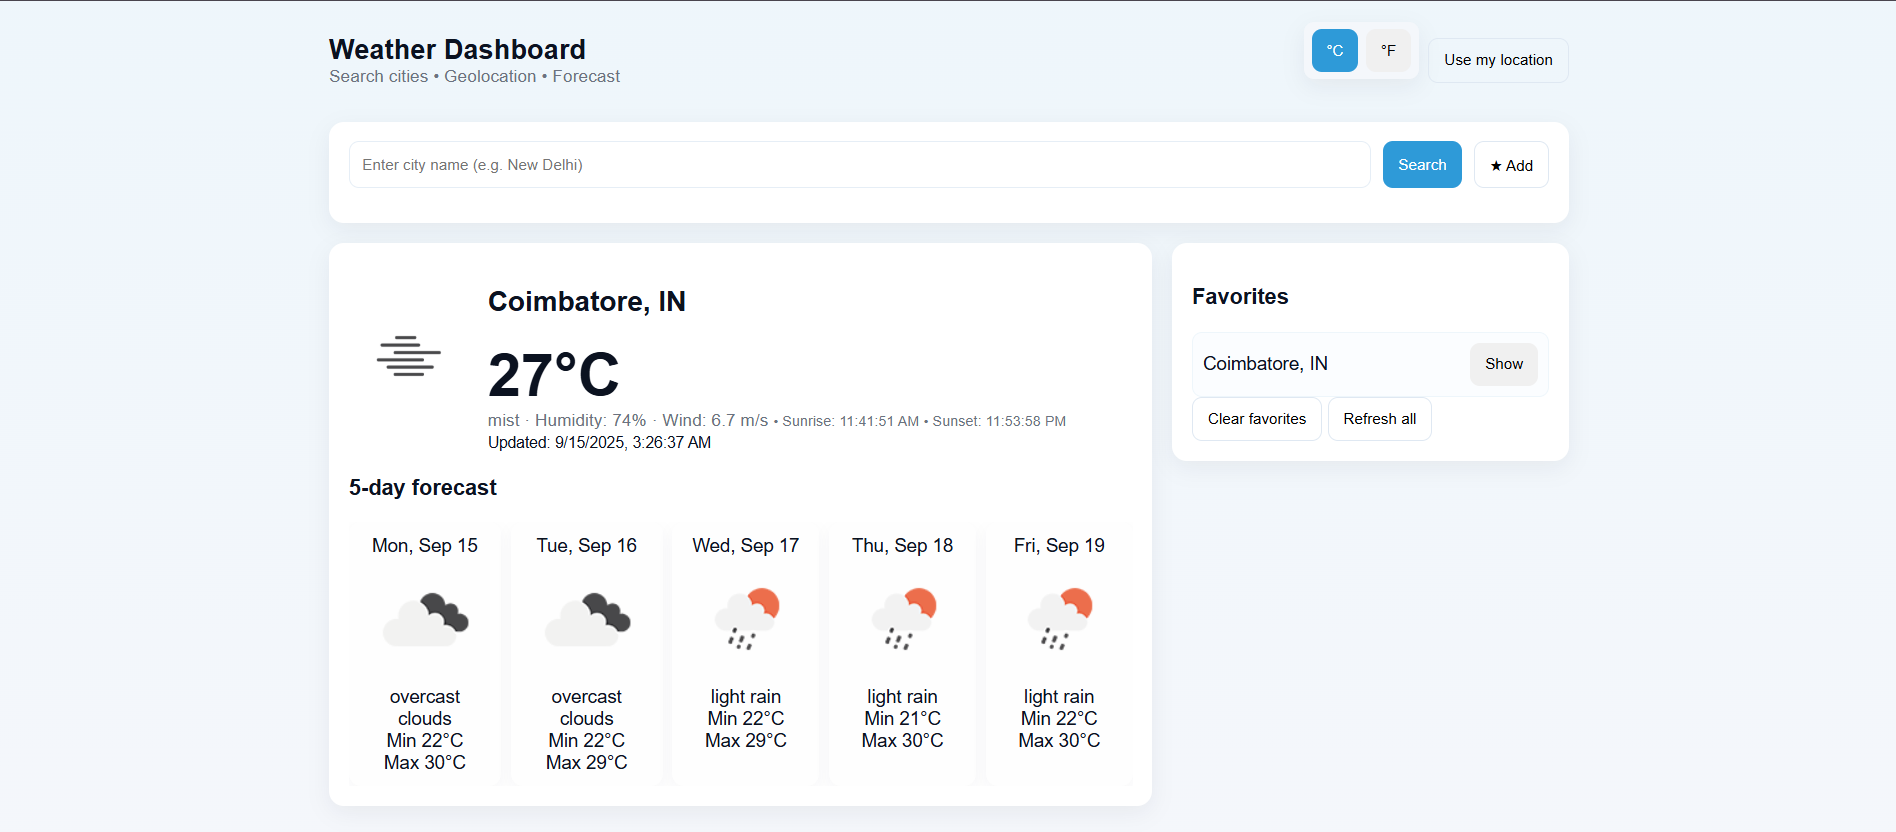 Weather Dashboard
Search cities • Geolocation • Forecast
°C
°F
Use my location
Enter city name (e.g. New Delhi)
Search
★ Add
Coimbatore, IN
27°C
mist · Humidity: 74% · Wind: 6.7 m/s • Sunrise: 11:41:51 AM • Sunset: 11:53:58 PM
Updated: 9/15/2025, 3:26:37 AM
5-day forecast
Mon, Sep 15
overcast
clouds
Min 22°C
Max 30°C
Tue, Sep 16
overcast
clouds
Min 22°C
Max 29°C
Wed, Sep 17
light rain
Min 22°C
Max 29°C
Thu, Sep 18
light rain
Min 21°C
Max 30°C
Fri, Sep 19
light rain
Min 22°C
Max 30°C
Favorites
Coimbatore, IN
Show
Clear favorites
Refresh all